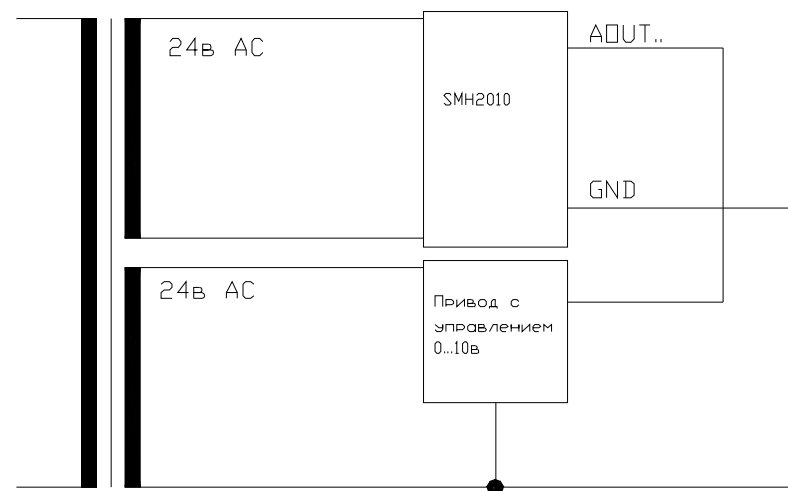 24в AC
AOUT..
SMH2010
GND
24в AC
Привод с
управлением
0...10в